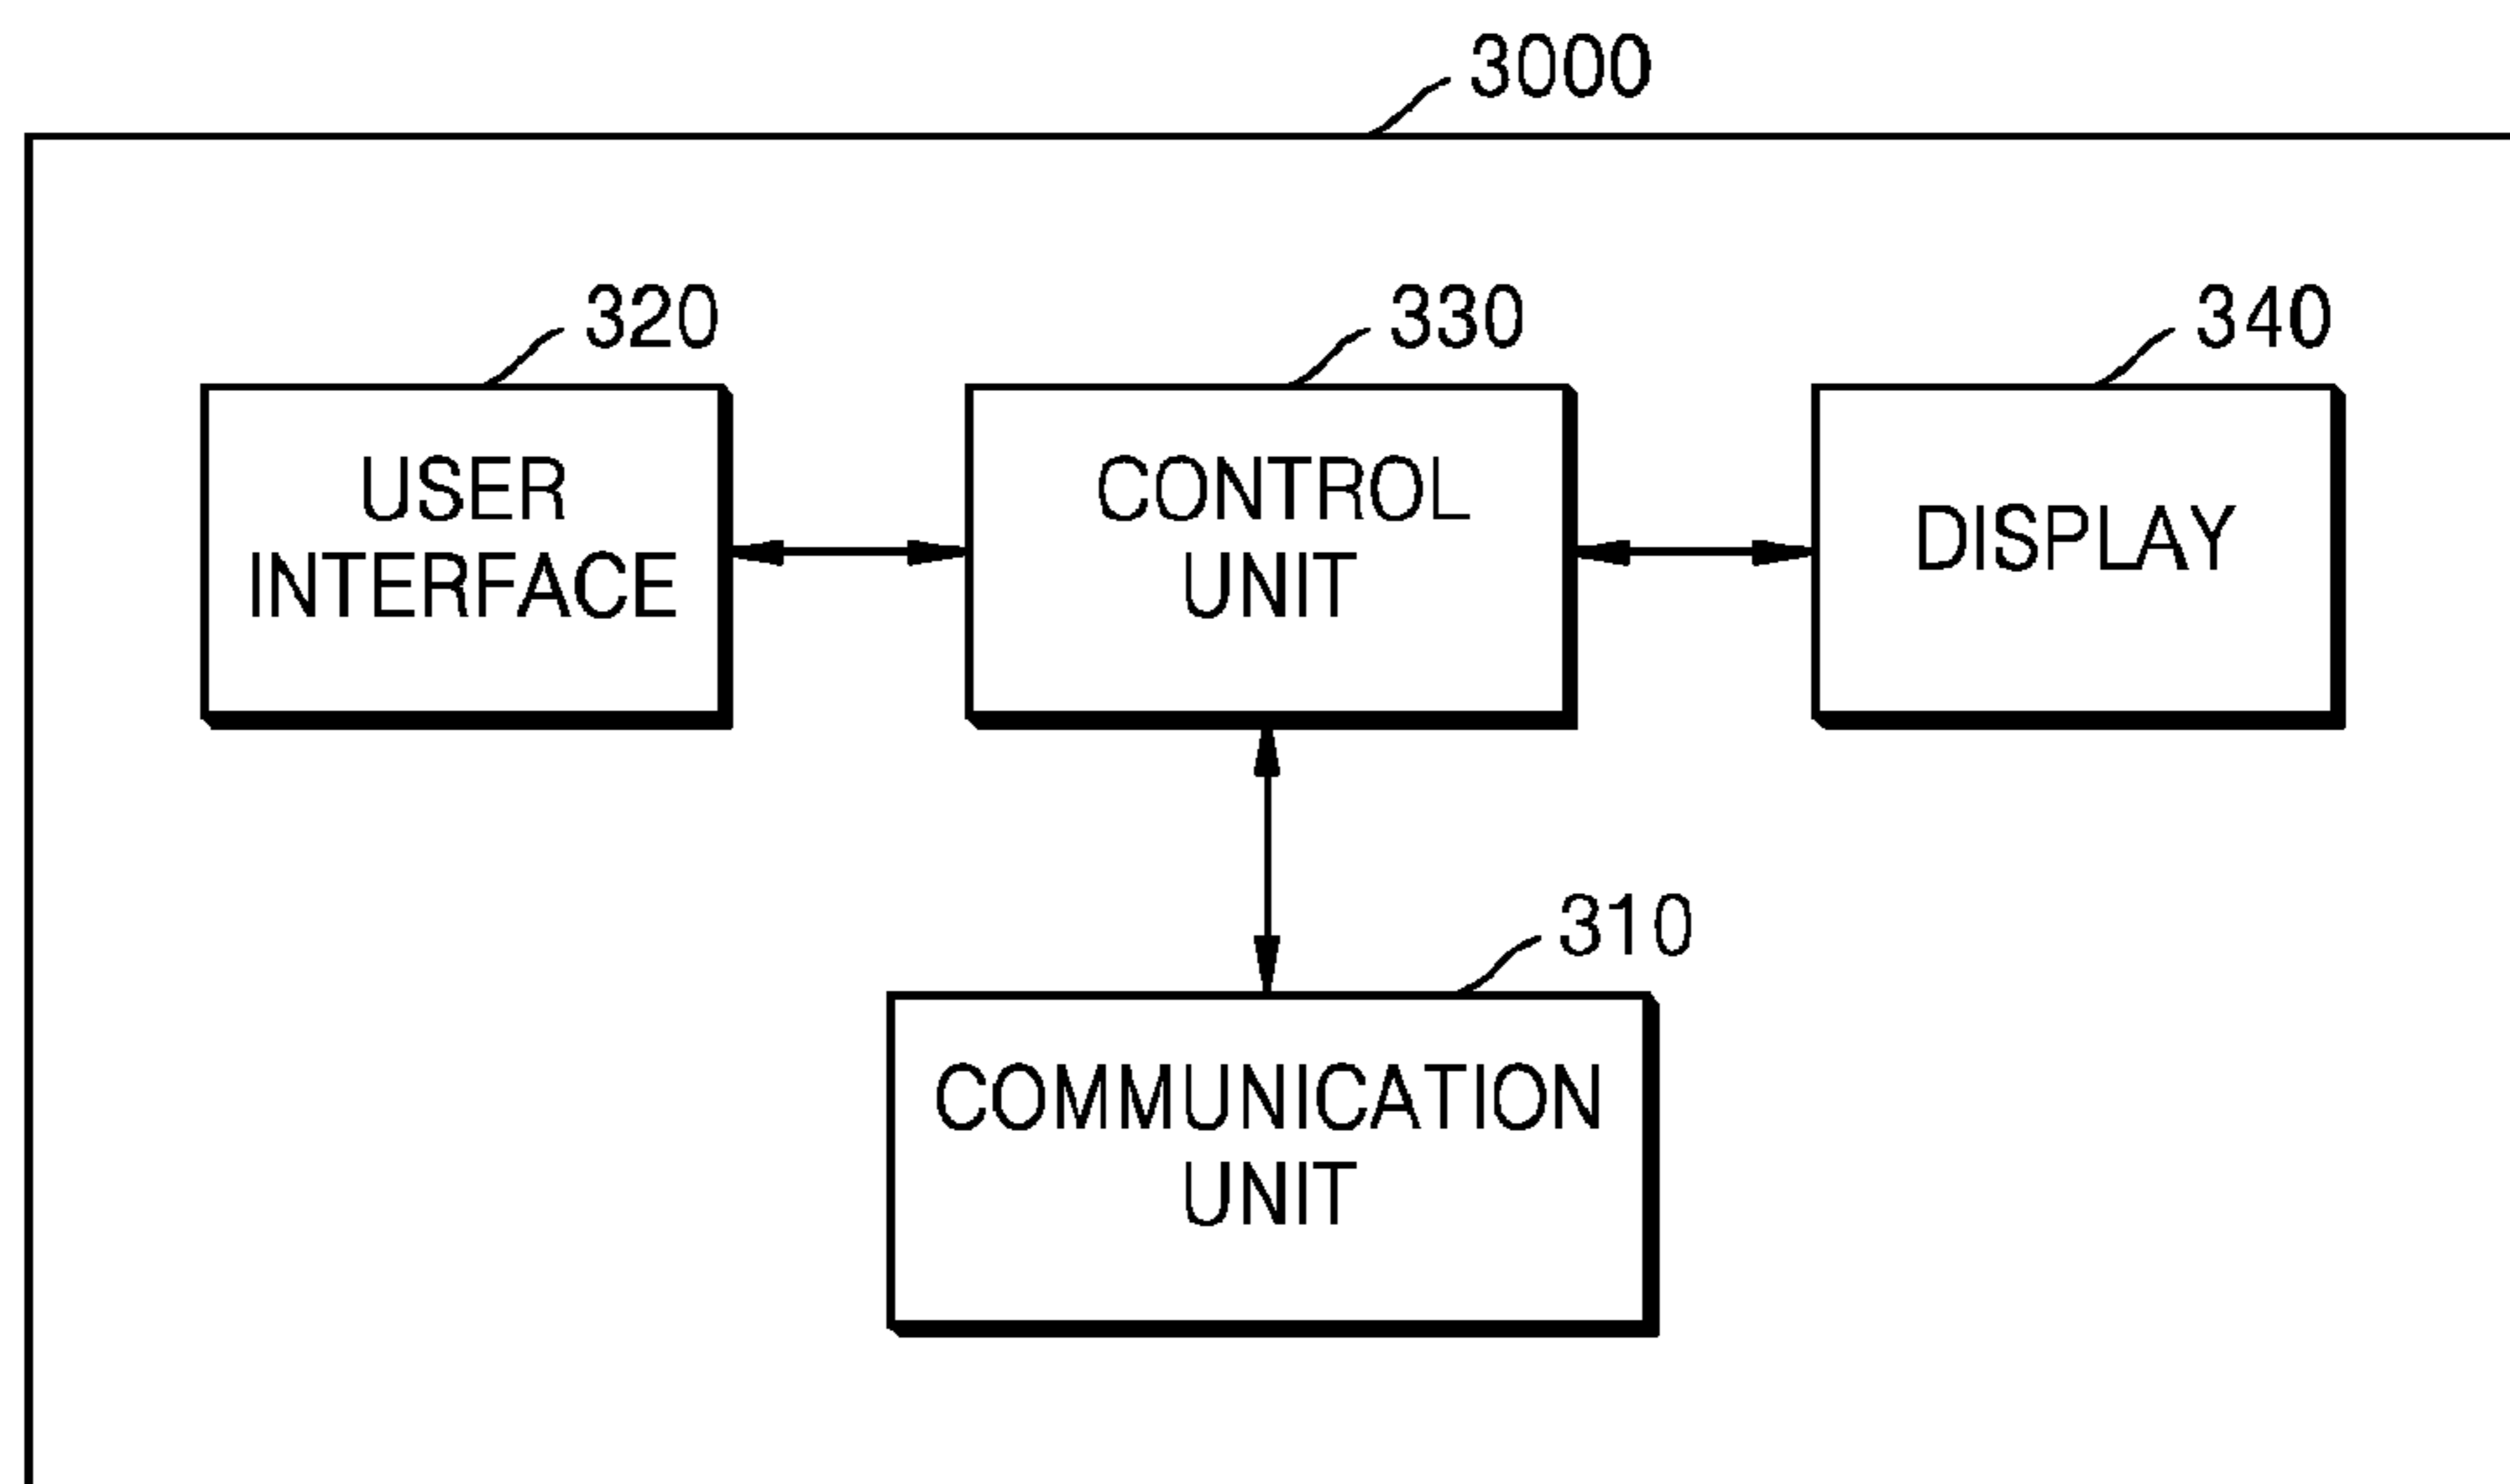 3000
320
330
340
USER
INTERFACE
CONTROL
UNIT
DISPLAY
310
COMMUNICATION
UNIT